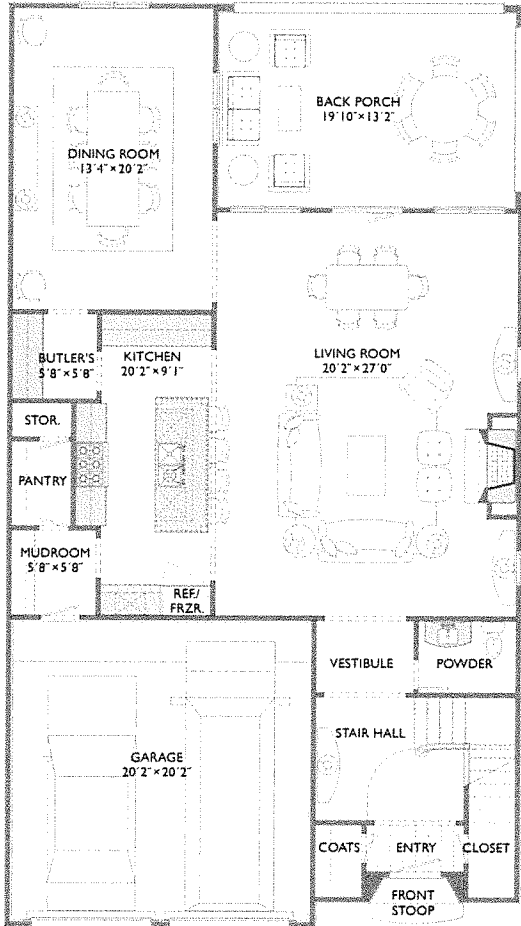 BACK PORCH
19'10"×13'2"
DINING ROOM
13'4"×20'2"
BUTLER'S
5'8"×5'8"
KITCHEN
20'2"×9'1"
LIVING ROOM
20'2"×27'0"
STOR.
PANTRY
MUDROOM
5'8"×5'8"
REF./
FRZR.
VESTIBULE
POWDER
STAIR HALL
GARAGE
20'2"×20'2"
COATS
ENTRY
CLOSET
FRONT
STOOP